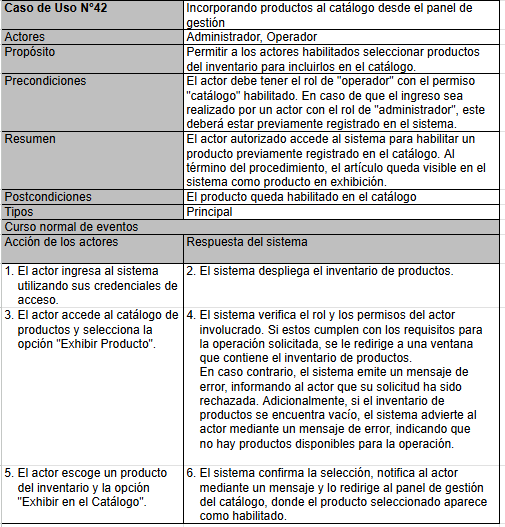 Caso de Uso N°42
Incorporando productos al catálogo desde el panel de
gestión
Actores
Administrador, Operador
Propósito
Permitir a los actores habilitados seleccionar productos
del inventario para incluirlos en el catálogo.
Precondiciones
El actor debe tener el rol de "operador" con el permiso
"catálogo" habilitado. En caso de que el ingreso sea
realizado por un actor con el rol de "administrador", este
deberá estar previamente registrado en el sistema.
Resumen
El actor autorizado accede al sistema para habilitar un
producto previamente registrado en el catálogo. Al
término del procedimiento, el artículo queda visible en el
sistema como producto en exhibición.
Postcondiciones
El producto queda habilitado en el catálogo
Tipos
Principal
Curso normal de eventos
Acción de los actores
Respuesta del sistema
1. El actor ingresa al sistema
utilizando sus credenciales de
acceso.
2. El sistema despliega el inventario de productos.
3. El actor accede al catálogo de
productos y selecciona la
opción "Exhibir Producto".
4. El sistema verifica el rol y los permisos del actor
involucrado. Si estos cumplen con los requisitos para
la operación solicitada, se le redirige a una ventana
que contiene el inventario de productos.
En caso contrario, el sistema emite un mensaje de
error, informando al actor que su solicitud ha sido
rechazada. Adicionalmente, si el inventario de
productos se encuentra vacío, el sistema advierte al
actor mediante un mensaje de error, indicando que
no hay productos disponibles para la operación.
5. El actor escoge un producto
del inventario y la opción
"Exhibir en el Catálogo".
6. El sistema confirma la selección, notifica al actor
mediante un mensaje y lo redirige al panel de gestión
del catálogo, donde el producto seleccionado aparece
como habilitado.